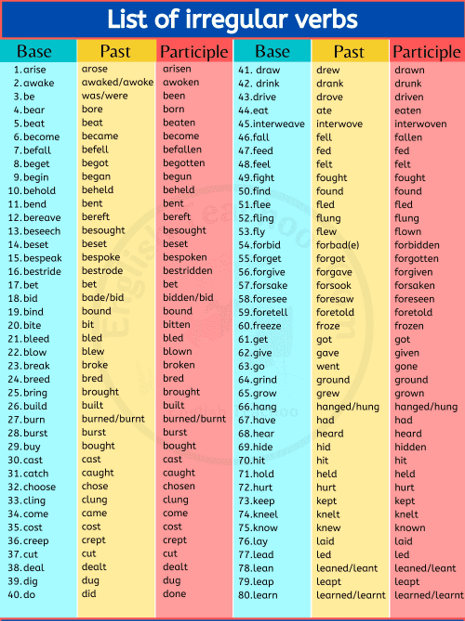 List of irregular verbs
Base Past Participle Base Past Participle
1.arise arose arisen 41. draw drew drawn
2.awake awaked/awoke awoken 42. drink drank drunk
3.be was/were been 43.drive drove driven
4.bear bore born 44.eat ate eaten
5.beat beat beaten 45.interweave interwove interwoven
6.become became become 46.fall fell fallen
7.befall befell befallen 47.feed fed fed
8.beget begot begotten 48.feel felt felt
9.begin began begun 49.fight fought fought
10.behold beheld beheld 50.find found found
11.bend bent bent 51.flee fled fled
12.bereave bereft bereft 52.fling flung flung
13.beseech besought besought 53.fly flew flown
14.beset beset beset 54.forbid forbad(e) forbidden
15.bespeak bespoke bespoken 55.forget forgot forgotten
16.bestride bestrode bestridden 56.forgive forgave forgiven
17.bet bet bet 57.forsake forsook forsaken
18.bid bade/bid bidden/bid 58.foresee foresaw foreseen
19.bind bound bound 59.foretell foretold foretold
20.bite bit bitten 60.freeze froze frozen
21.bleed bled bled 61.get got got
22.blow blew blown 62.give gave given
23.break broke broken 63.go went gone
24.breed bred bred 64.grind ground ground
25.bring brought brought 65.grow grew grown
26.build built built 66.hang hanged/hung hanged/hung
27.burn burned/burnt burned/burnt 67.have had had
28.burst burst burst 68.hear heard heard
29.buy bought bought 69.hide hid hidden
30.cast cast cast 70.hit hit hit
31.catch caught caught 71.hold held held
32.choose chose chosen 72.hurt hurt hurt
33.cling clung clung 73.keep kept kept
34.come came come 74.kneel knelt knelt
35.cost cost cost 75.know knew known
36.creep crept crept 76.lay laid laid
37.cut cut cut 77.lead led led
38.deal dealt dealt 78.lean leaned/leant leaned/leant
39.dig dug dug 79.leap leapt leapt
40.do did done 80.learn learned/learnt learned/learnt